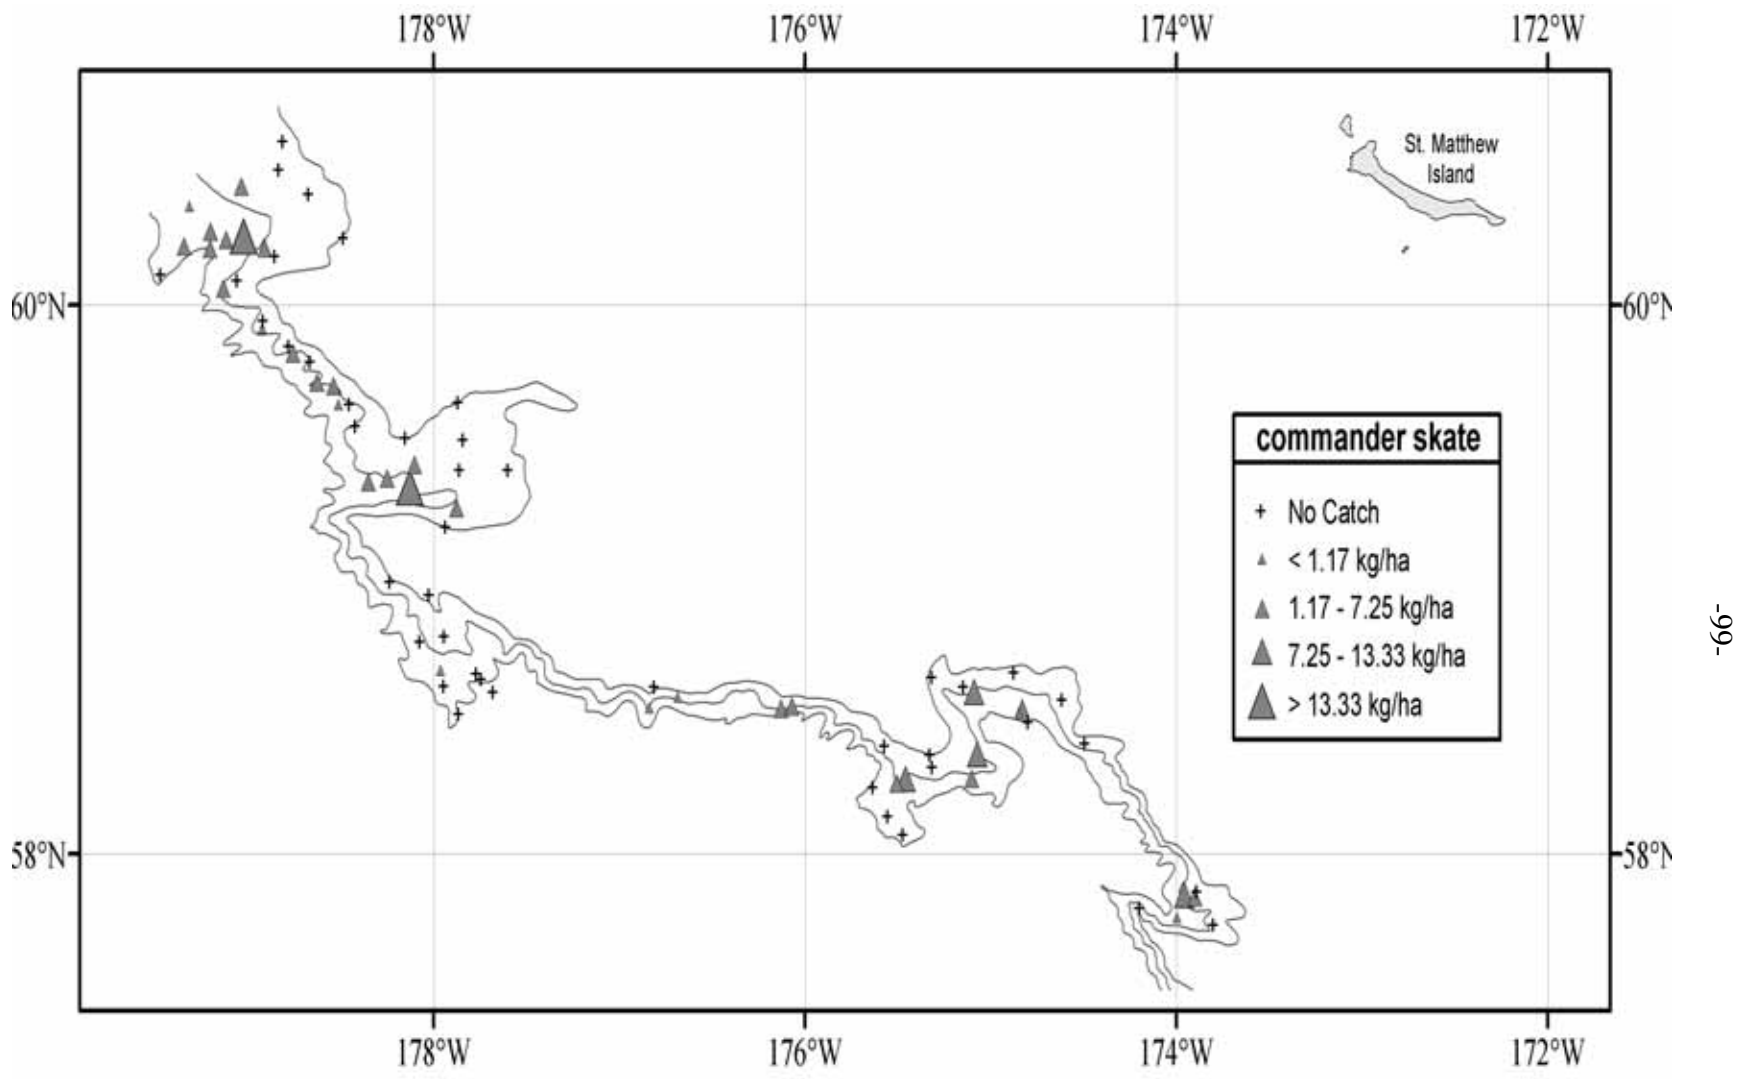 178°W 176°W 174°W 172°W
St. Matthew
Island
60°N 60°N
commander skate
No Catch
< 1.17 kg/ha
1.17 - 7.25 kg/ha
7.25 - 13.33 kg/ha
> 13.33 kg/ha
-99-
58°N 58°N
178°W 176°W 174°W 172°W